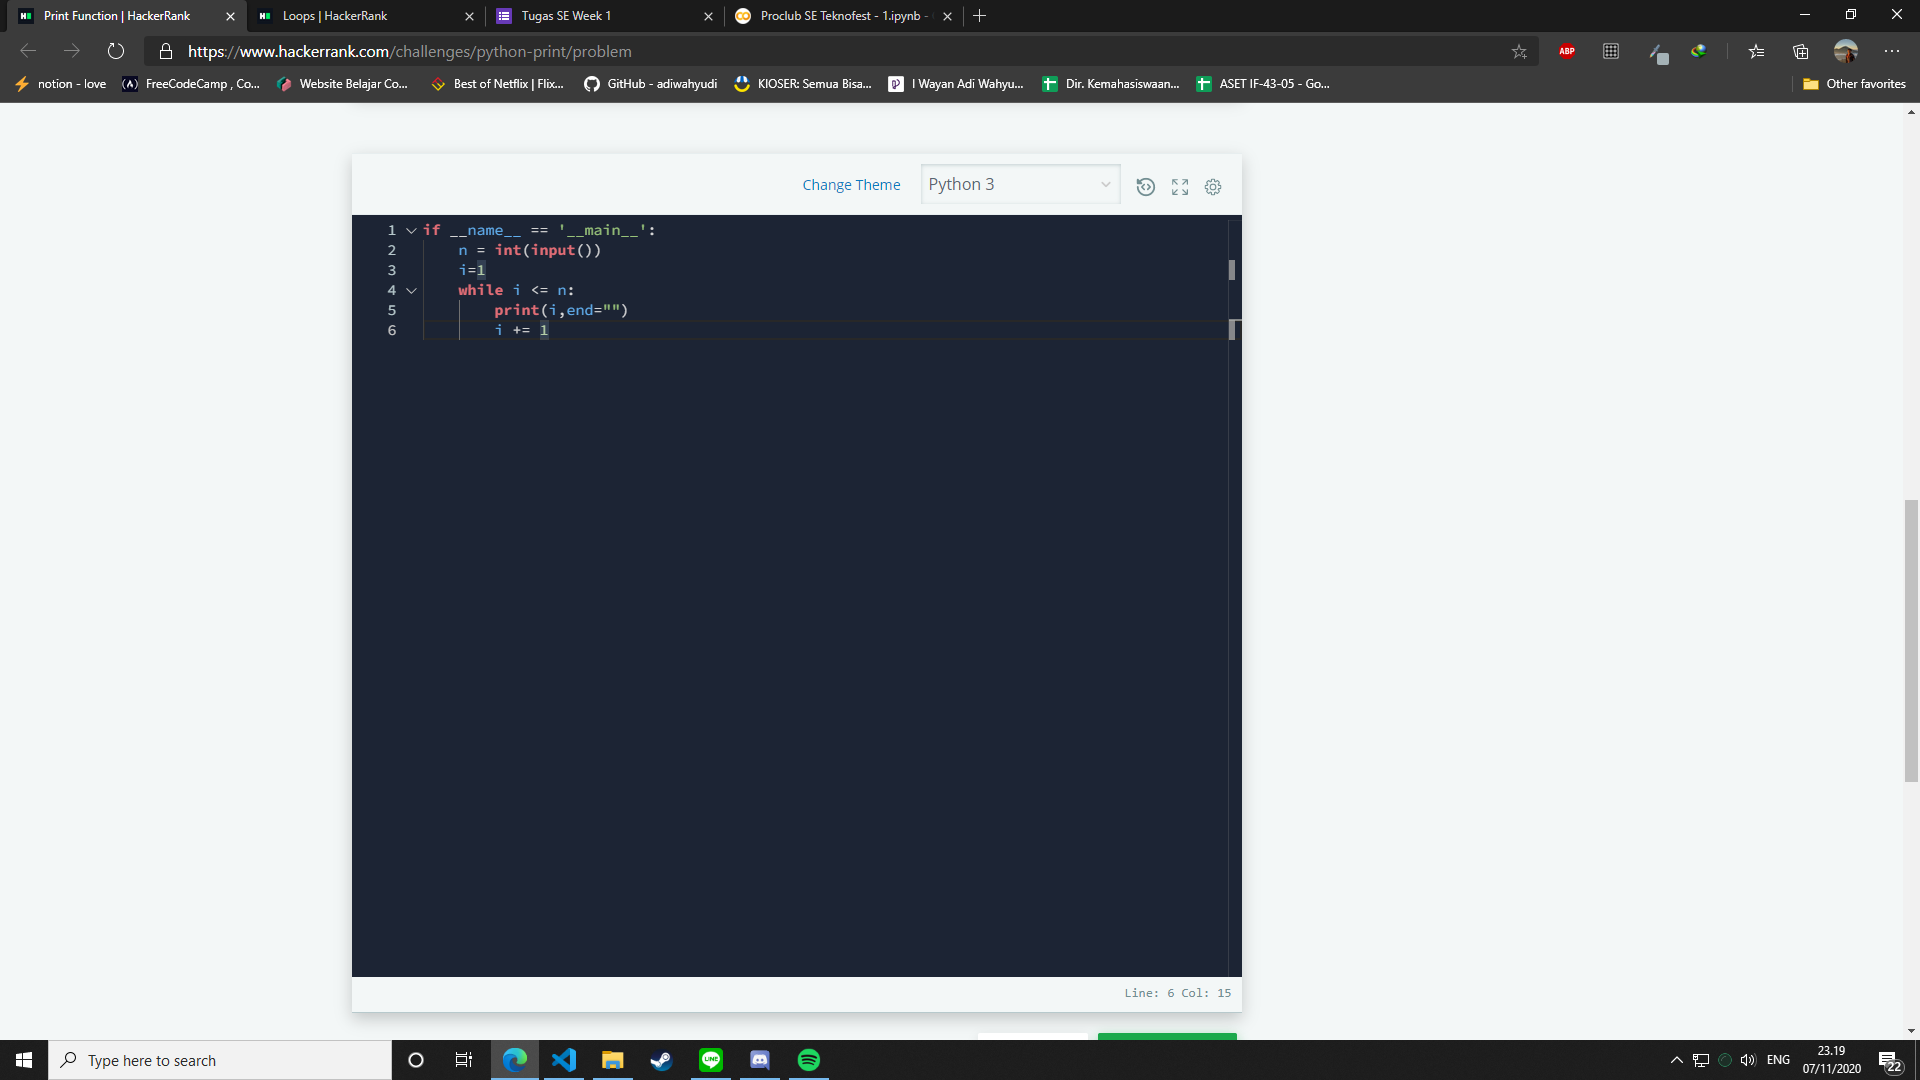 Print Function | HackerRank
Loops | HackerRank
Tugas SE Week 1
Proclub SE Teknofest - 1.ipynb -
https://www.hackerrank.com/challenges/python-print/problem
ABP
notion - love
FreeCodeCamp , Co...
Website Belajar Co...
Best of Netflix | Flix...
GitHub - adiwahyudi
KIOSER: Semua Bisa...
I Wayan Adi Wahyu...
Dir. Kemahasiswaan...
ASET IF-43-05 - Go...
Other favorites
Change Theme
Python 3
1 if __name__ == '__main__':
2 n = int(input())
3 i=1
4 while i <= n:
5 print(i,end="")
6 i += 1
Line: 6 Col: 15
Type here to search
LINE
ENG
23.19
07/11/2020
22